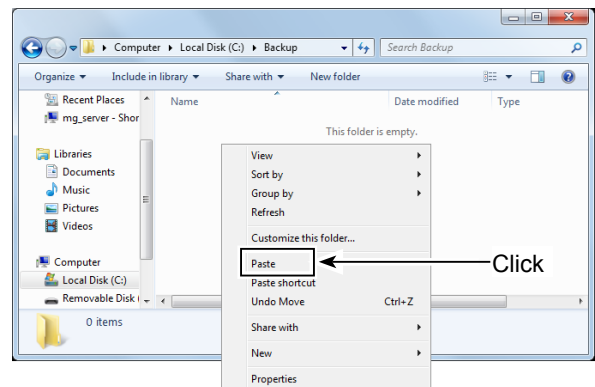 Computer ▸ Local Disk (C:) ▸ Backup
Search Backup
Organize Include in library Share with New folder
Recent Places
mg_server - Shor
Libraries
Documents
Music
Pictures
Videos
Computer
Local Disk (C:)
Removable Disk (
Name Date modified Type
This folder is empty.
View
Sort by
Group by
Refresh
Customize this folder...
Paste
Paste shortcut
Undo Move Ctrl+Z
Share with
New
Properties
Click
0 items